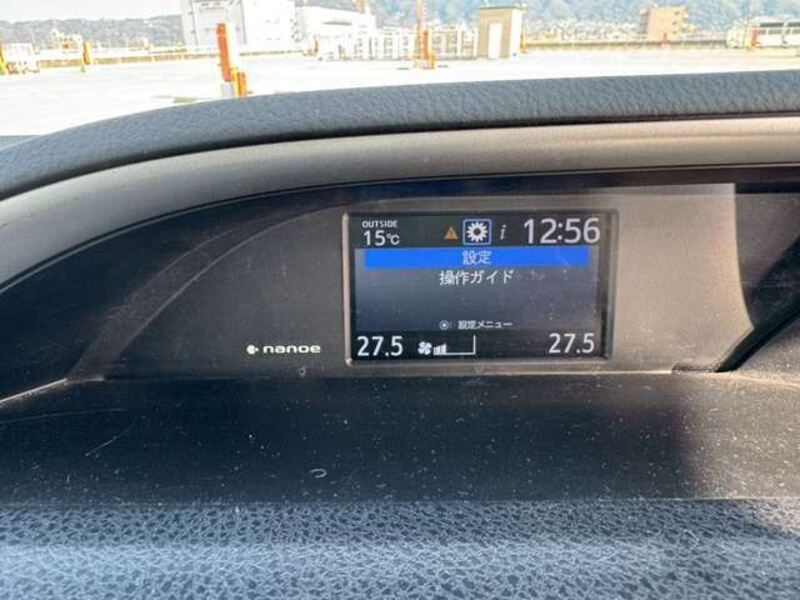 OUTSIDE
15℃
i
12:56
設定
操作ガイド
: 設定メニュー
27.5
27.5
nanoe